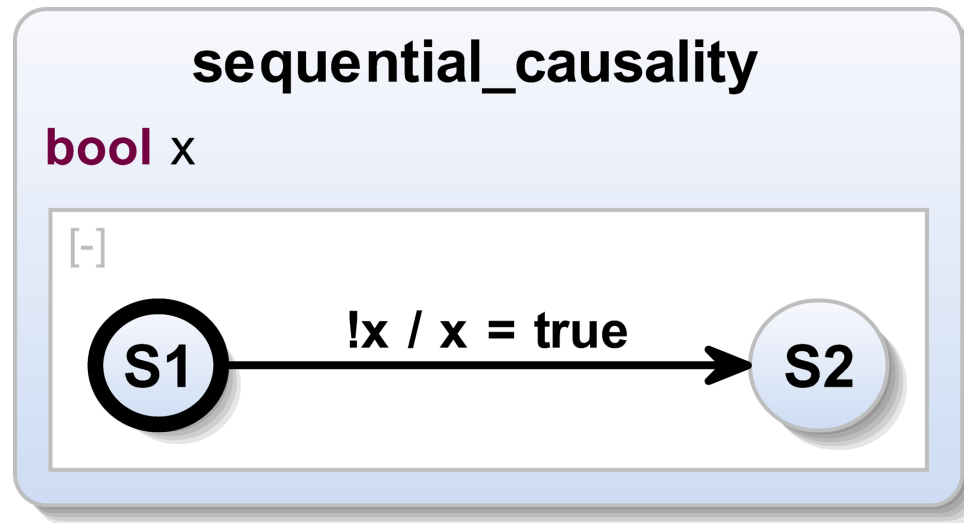 sequential_causality
bool x
[-]
!x / x = true
S1
S2